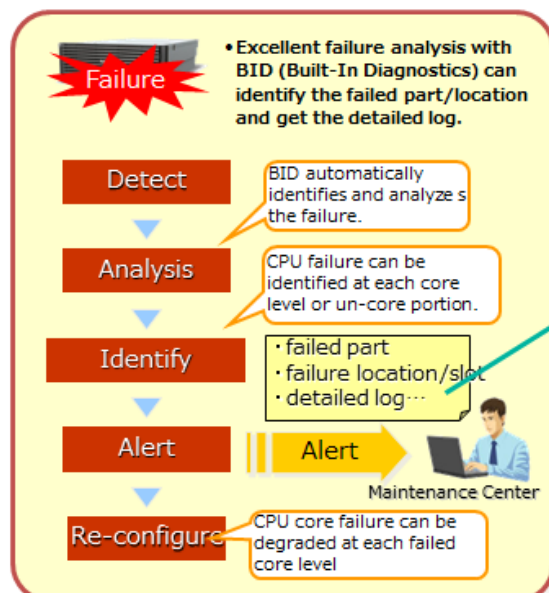 Failure
• Excellent failure analysis with
BID (Built-In Diagnostics) can
identify the failed part/location
and get the detailed log.
Detect
BID automatically
identifies and analyze s
the failure.
Analysis
CPU failure can be
identified at each core
level or un-core portion.
Identify
・failed part
・failure location/slot
・detailed log…
Alert
Alert
Maintenance Center
Re-configure
CPU core failure can be
degraded at each failed
core level